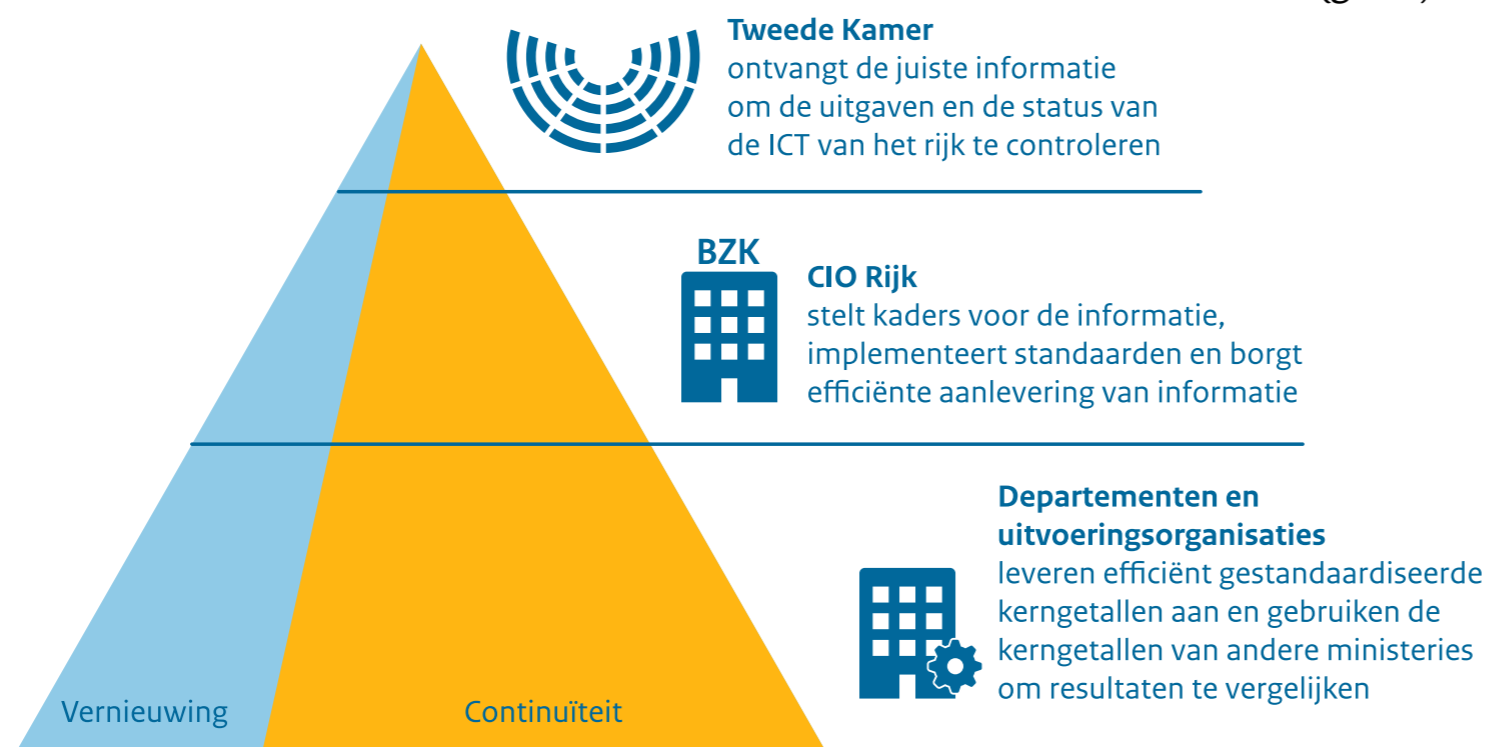 Tweede Kamer
ontvangt de juiste informatie
om de uitgaven en de status van
de ICT van het rijk te controleren
BZK
CIO Rijk
stelt kaders voor de informatie,
implementeert standaarden en borgt
efficiënte aanlevering van informatie
Departementen en
uitvoeringsorganisaties
leveren efficiënt gestandaardiseerde
kerngetallen aan en gebruiken de
kerngetallen van andere ministeries
om resultaten te vergelijken
Vernieuwing
Continuïteit